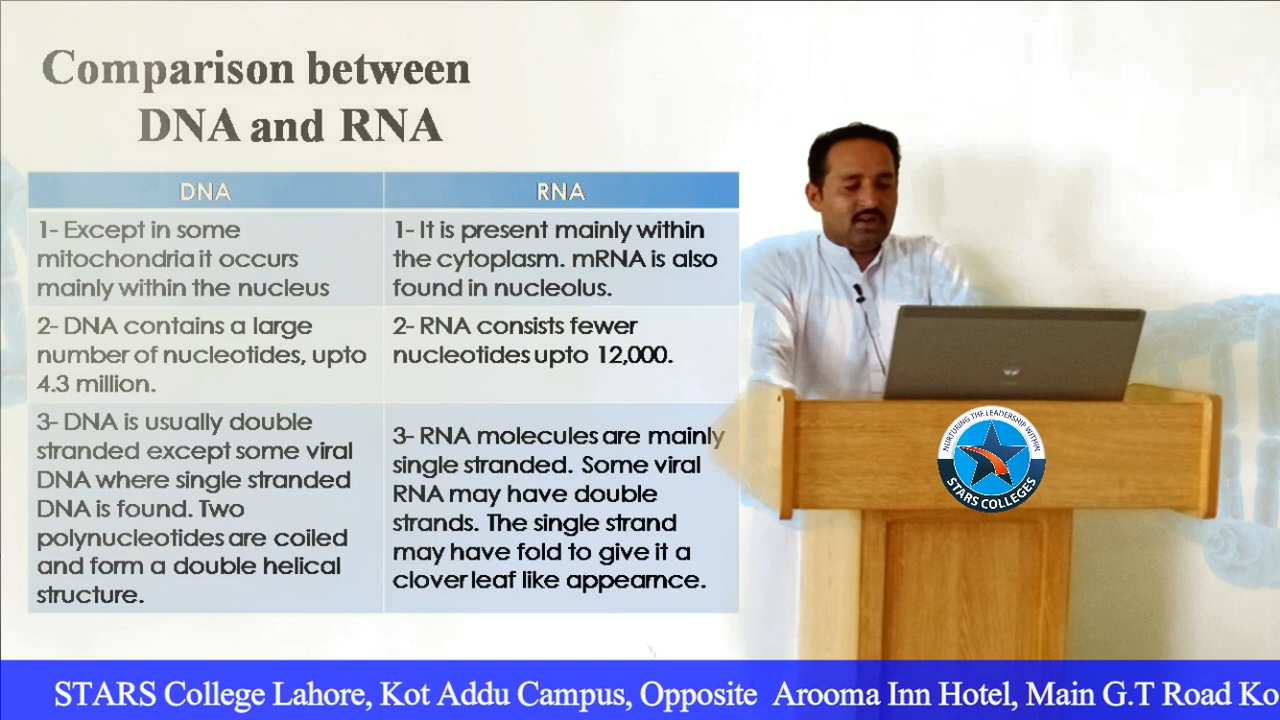 Comparison between
DNA and RNA
DNA
RNA
1- Except in some
mitochondria it occurs
mainly within the nucleus
1- It is present mainly within
the cytoplasm. mRNA is also
found in nucleolus.
2- DNA contains a large
number of nucleotides, upto
4.3 million.
2- RNA consists fewer
nucleotides upto 12,000.
3- DNA is usually double
stranded except some viral
DNA where single stranded
DNA is found. Two
polynucleotides are coiled
and form a double helical
structure.
3- RNA molecules are mainly
single stranded. Some viral
RNA may have double
strands. The single strand
may have fold to give it a
clover leaf like appearnce.
NURTURING THE LEADERSHIP WITHIN
STARS COLLEGES
STARS College Lahore, Kot Addu Campus, Opposite Arooma Inn Hotel, Main G.T Road Ko